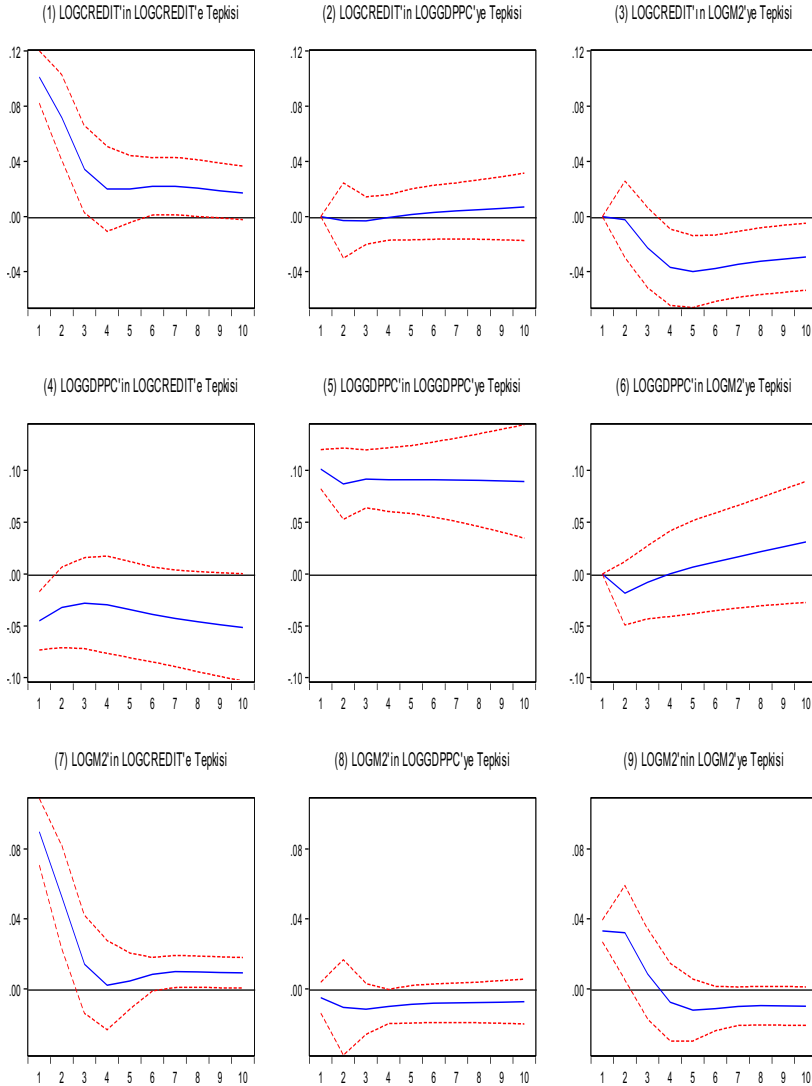 (1) LOGCREDIT'in LOGCREDIT'e Tepkisi
(2) LOGCREDIT'in LOGGDPPC'ye Tepkisi
(3) LOGCREDIT'ın LOGM2'ye Tepkisi
.12
.08
.04
.00
-.04
1 2 3 4 5 6 7 8 9 10
.12
.08
.04
.00
-.04
1 2 3 4 5 6 7 8 9 10
.12
.08
.04
.00
-.04
1 2 3 4 5 6 7 8 9 10
(4) LOGGDPPC'in LOGCREDIT'e Tepkisi
(5) LOGGDPPC'in LOGGDPPC'ye Tepkisi
(6) LOGGDPPC'in LOGM2'ye Tepkisi
.10
.05
.00
-.05
-.10
1 2 3 4 5 6 7 8 9 10
.10
.05
.00
-.05
-.10
1 2 3 4 5 6 7 8 9 10
.10
.05
.00
-.05
-.10
1 2 3 4 5 6 7 8 9 10
(7) LOGM2'in LOGCREDIT'e Tepkisi
(8) LOGM2'in LOGGDPPC'ye Tepkisi
(9) LOGM2'nin LOGM2'ye Tepkisi
.08
.04
.00
1 2 3 4 5 6 7 8 9 10
.08
.04
.00
1 2 3 4 5 6 7 8 9 10
.08
.04
.00
1 2 3 4 5 6 7 8 9 10